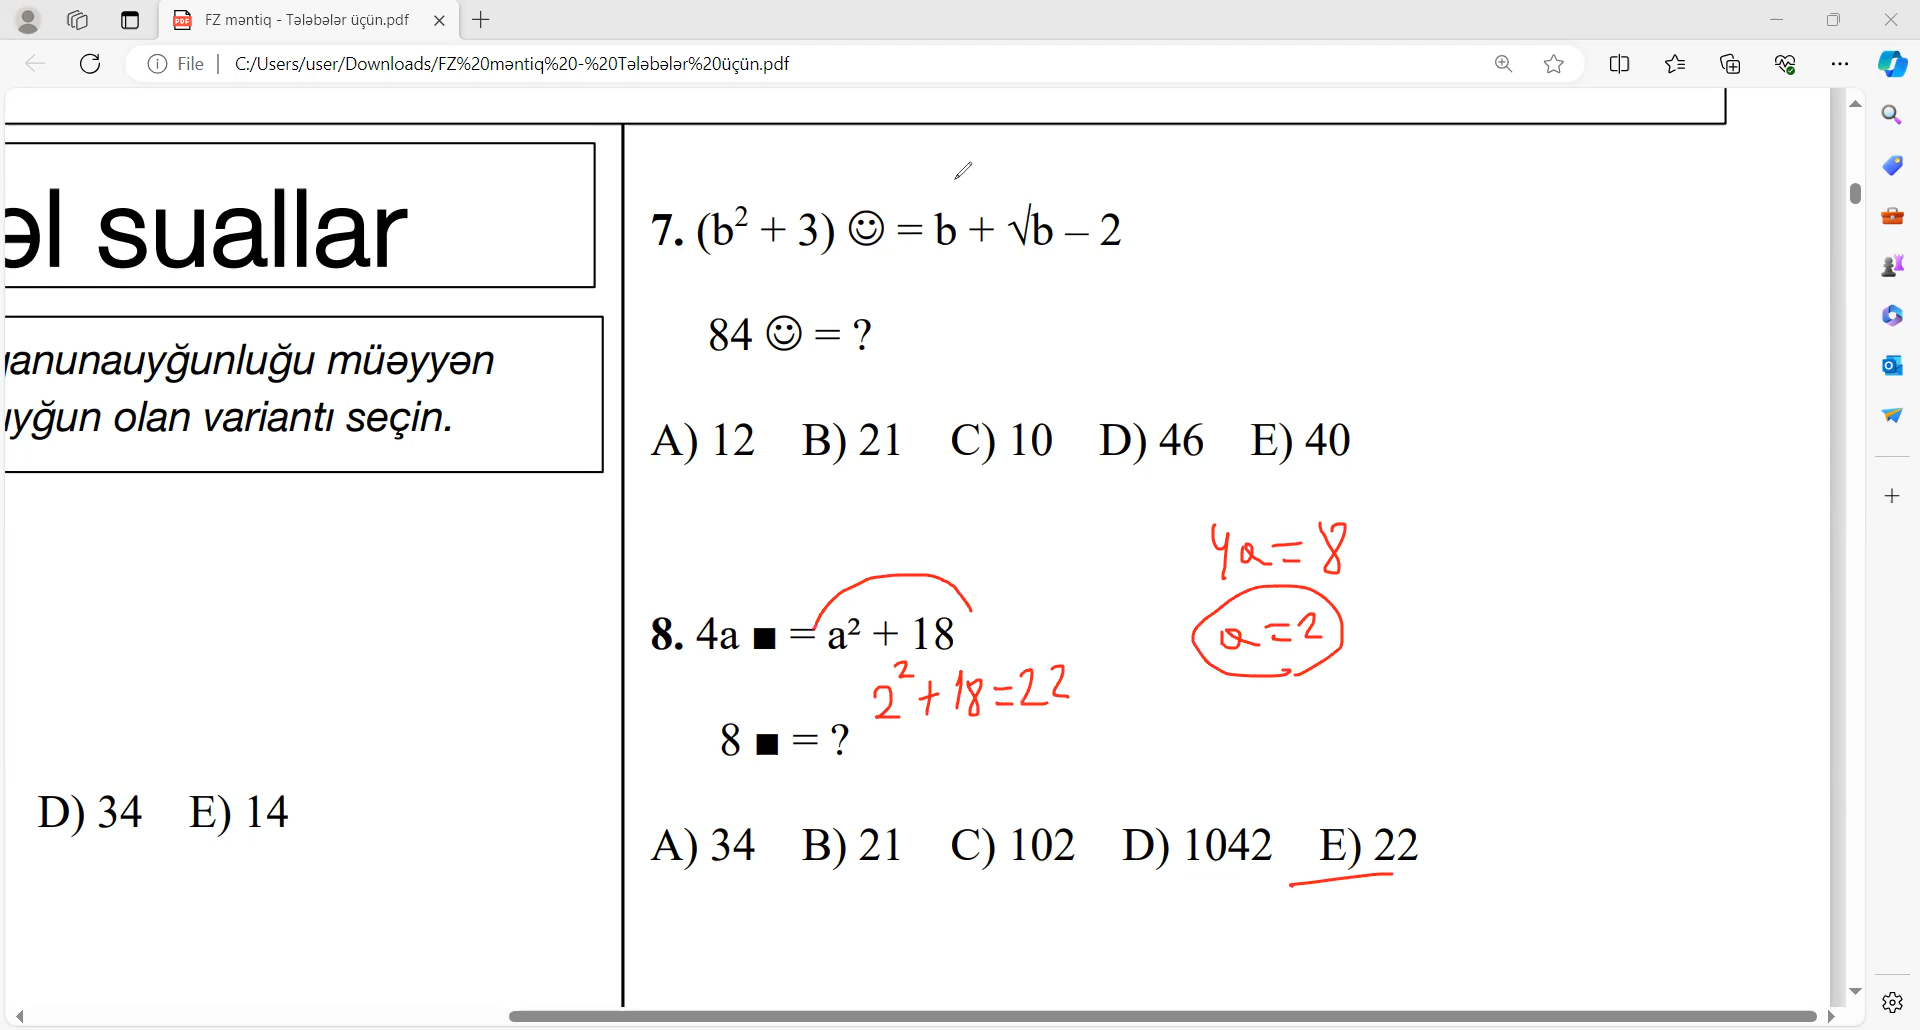 FZ məntiq - Tələbələr üçün.pdf
File | C:/Users/user/Downloads/FZ%20məntiq%20-%20Tələbələr%20üçün.pdf
əl suallar
anunauyğunluğu müəyyən
uyğun olan variantı seçin.
D) 34 E) 14
7. (b² + 3) ☺ = b + √b – 2
84 ☺ = ?
A) 12 B) 21 C) 10 D) 46 E) 40
4a = 8
a = 2
8. 4a ■ = a² + 18
2² + 18 = 22
8 ■ = ?
A) 34 B) 21 C) 102 D) 1042 E) 22